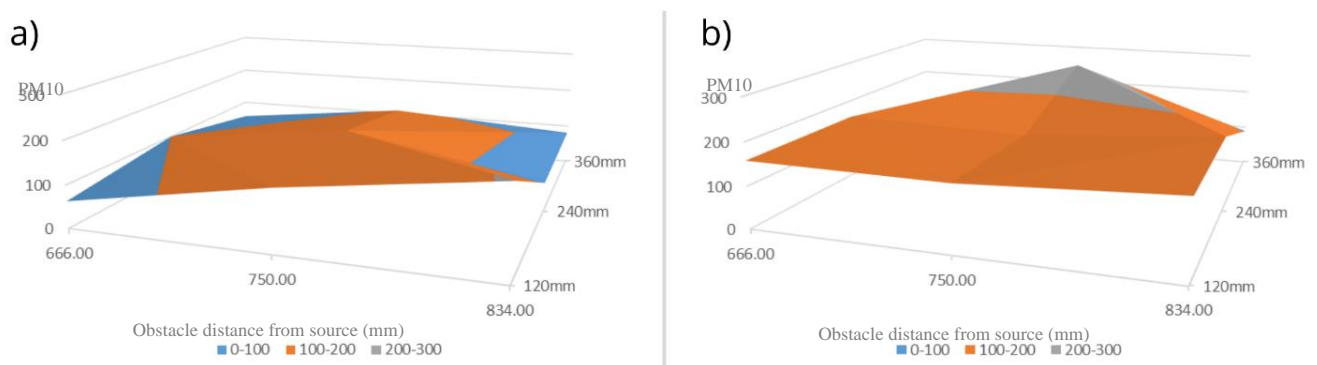 a)
PM10
300
200
100
0
666.00
750.00
834.00
120mm
240mm
360mm
Obstacle distance from source (mm)
0-100 100-200 200-300
b)
PM10
300
200
100
0
666.00
750.00
834.00
120mm
240mm
360mm
Obstacle distance from source (mm)
0-100 100-200 200-300